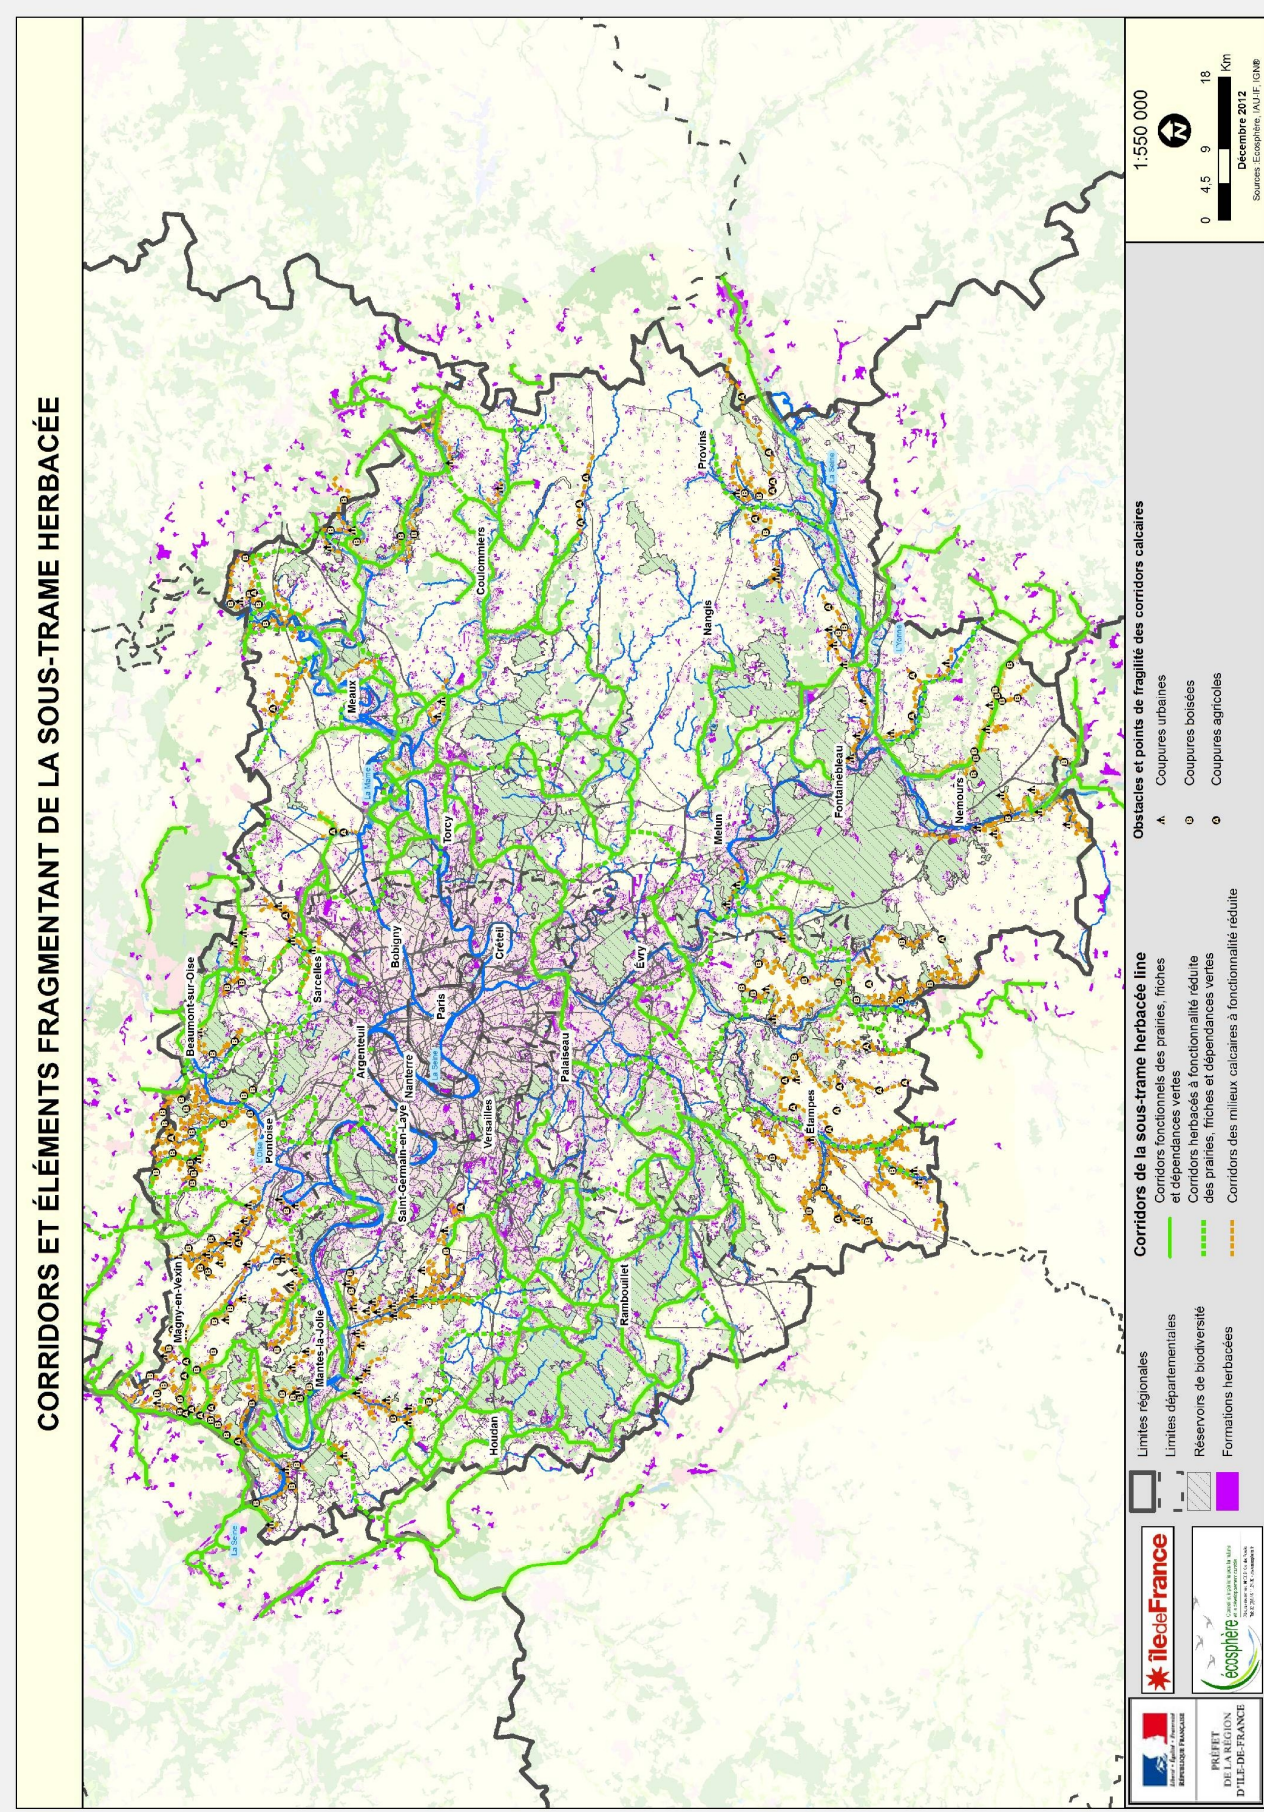 CORRIDORS ET ÉLÉMENTS FRAGMENTANT DE LA SOUS-TRAME HERBACÉE
La Seine
Magny-en-Vexin
Beaumont-sur-Oise
L'Oise
Pontoise
Mantes-la-Jolie
Sarcelles
Meaux
La Marne
Argenteuil
Bobigny
Nanterre
Paris
La Seine
Saint-Germain-en-Laye
Torcy
Coulommiers
Versailles
Créteil
Houdan
Palaiseau
Rambouillet
Évry
Provins
Nangis
Melun
Étampes
Fontainebleau
La Seine
L'Yonne
Nemours
Liberté • Égalité • Fraternité
RÉPUBLIQUE FRANÇAISE
PRÉFET
DE LA RÉGION
D'ILE-DE-FRANCE
îledeFrance
écosphère
Limites régionales
Limites départementales
Réservoirs de biodiversité
Formations herbacées
Corridors de la sous-trame herbacée line
Corridors fonctionnels des prairies, friches
et dépendances vertes
Corridors herbacés à fonctionnalité réduite
des prairies, friches et dépendances vertes
Corridors des milieux calcaires à fonctionnalité réduite
Obstacles et points de fragilité des corridors calcaires
Coupures urbaines
Coupures boisées
Coupures agricoles
1:550 000
N
0 4,5 9 18
Km
Décembre 2012
Sources : Ecosphère, IAU-IF, IGN®